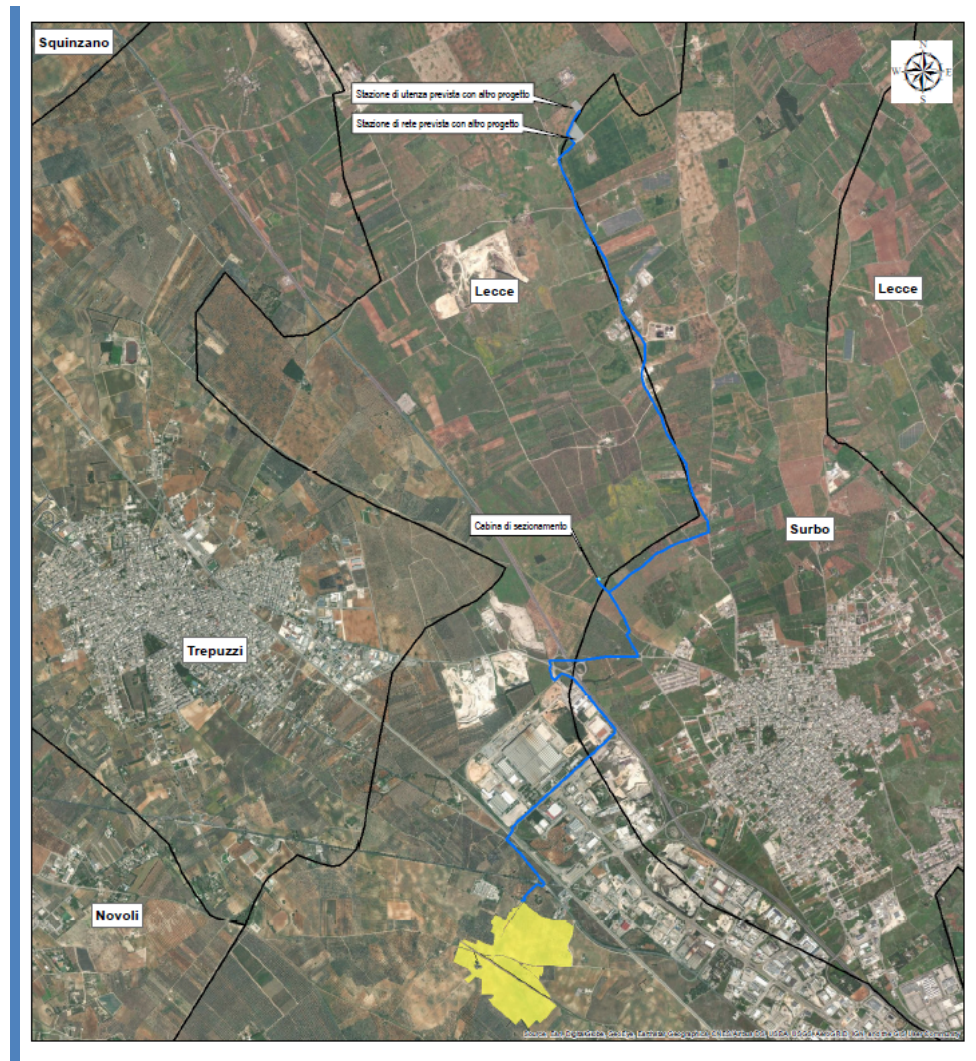 Squinzano
N
W E
S
Stazione di utenza prevista con altro progetto
Stazione di rete prevista con altro progetto
Lecce
Lecce
Cabina di sezionamento
Surbo
Trepuzzi
Novoli